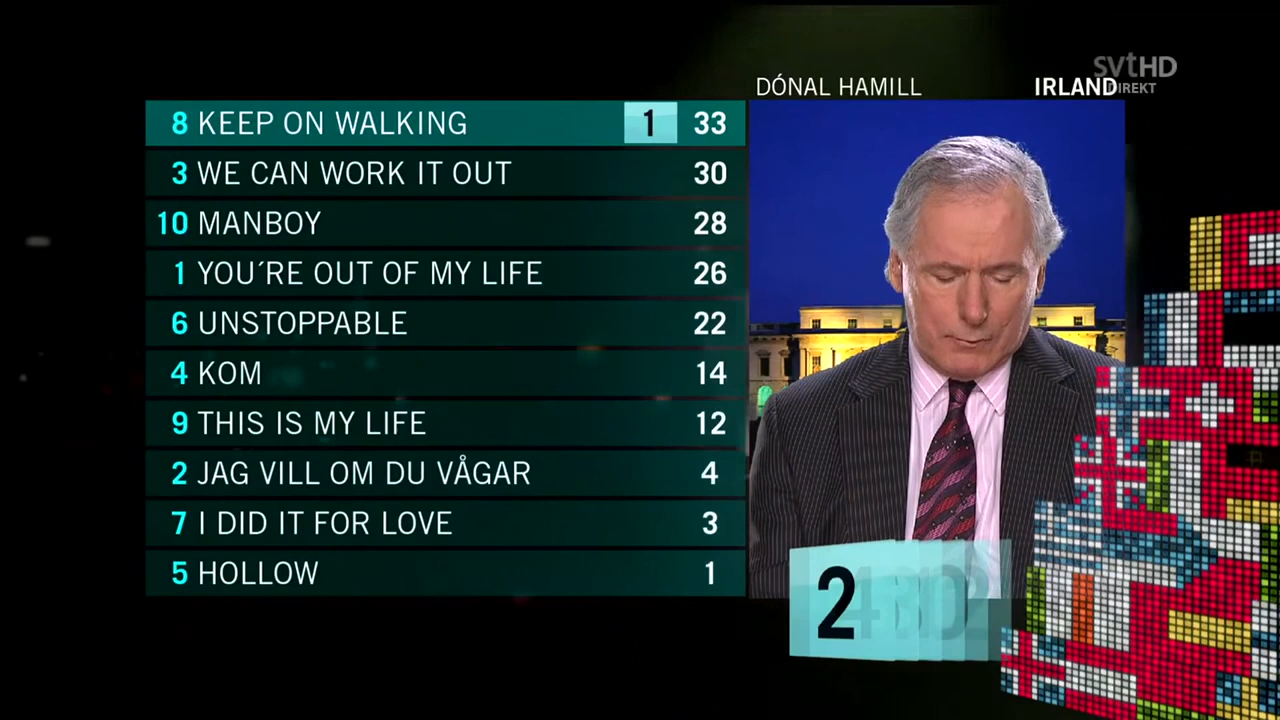 svtHD
DIREKT
DÓNAL HAMILL IRLAND
8 KEEP ON WALKING 1 33
3 WE CAN WORK IT OUT 30
10 MANBOY 28
1 YOU´RE OUT OF MY LIFE 26
6 UNSTOPPABLE 22
4 KOM 14
9 THIS IS MY LIFE 12
2 JAG VILL OM DU VÅGAR 4
7 I DID IT FOR LOVE 3
5 HOLLOW 1
2